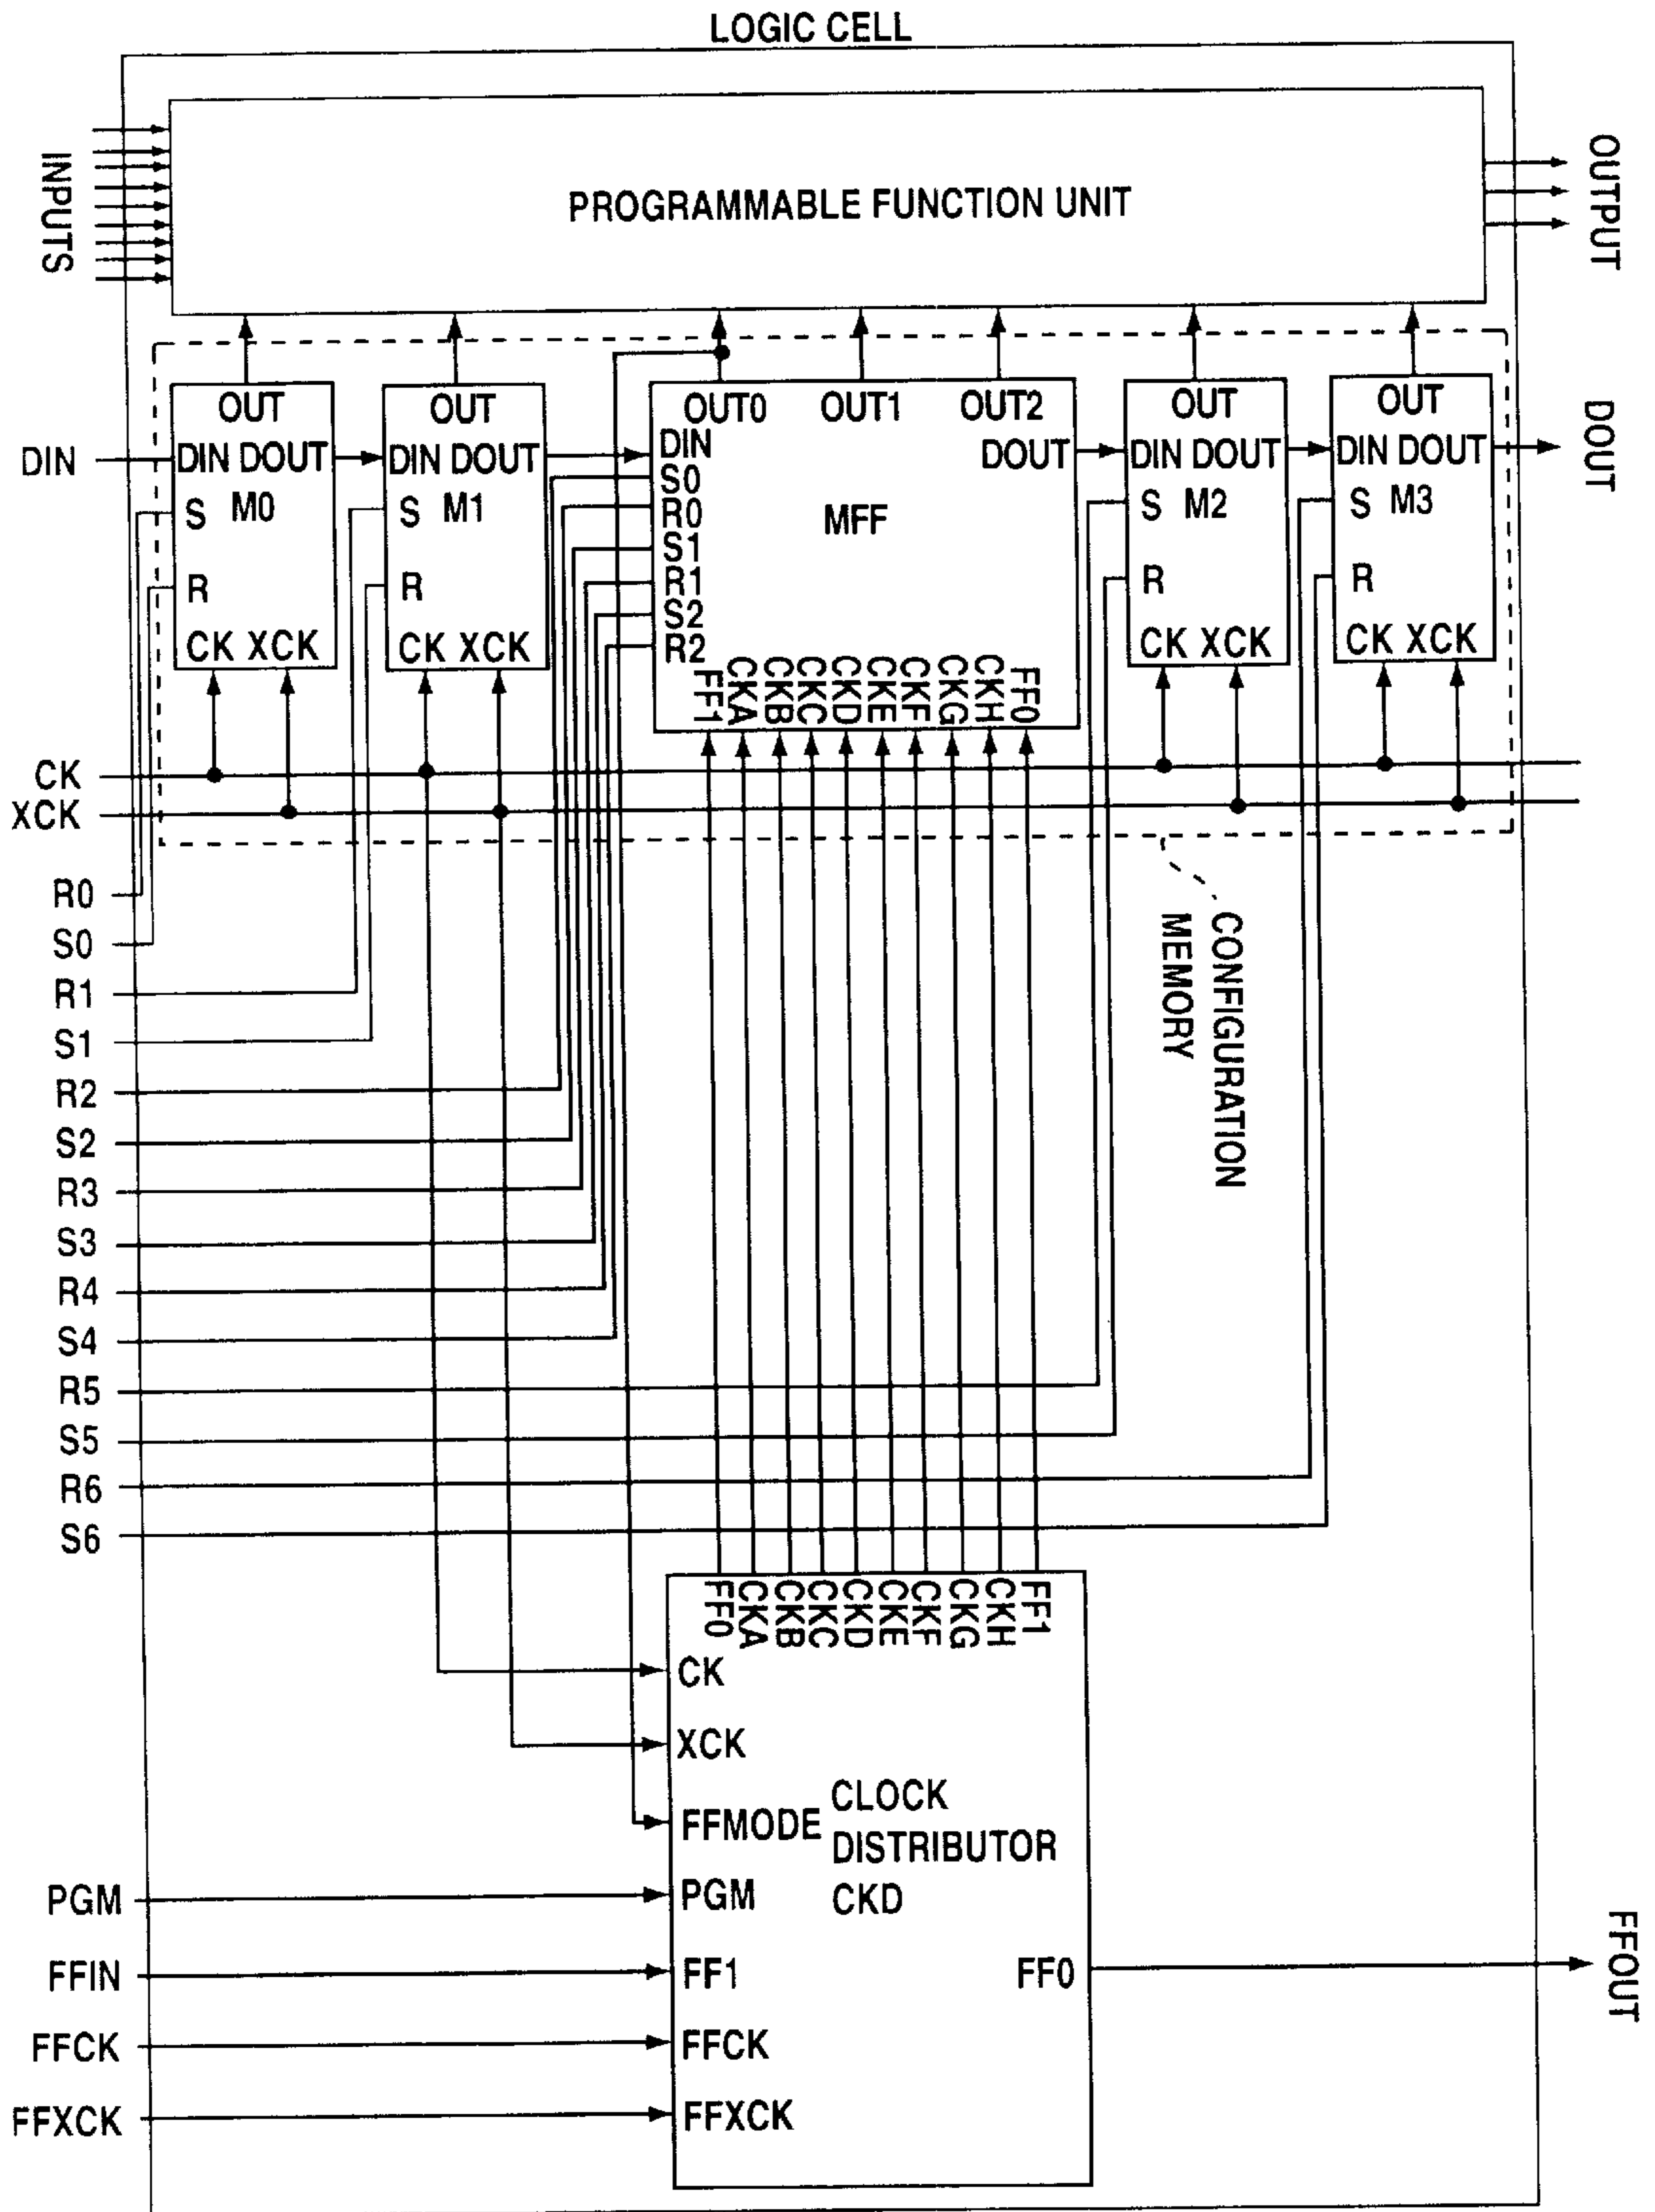 LOGIC CELL
INPUTS
PROGRAMMABLE FUNCTION UNIT
OUTPUT
OUT
DIN DOUT
S M0
R
CK XCK
OUT
DIN DOUT
S M1
R
CK XCK
OUT0 OUT1 OUT2
DIN
DOUT
S0
R0
S1
R1
S2
R2
MFF
FF1
CKA
CKB
CKC
CKD
CKE
CKF
CKG
CKH
FF0
OUT
DIN DOUT
S M2
R
CK XCK
OUT
DIN DOUT
S M3
R
CK XCK
DIN
DOUT
CK
XCK
R0
S0
R1
S1
R2
S2
R3
S3
R4
S4
R5
S5
R6
S6
CONFIGURATION
MEMORY
FF0
CKA
CKB
CKC
CKD
CKE
CKF
CKG
CKH
FF1
CK
XCK
FFMODE
PGM
FF1
FFCK
FFXCK
CLOCK
DISTRIBUTOR
CKD
FF0
PGM
FFIN
FFCK
FFXCK
FFOUT